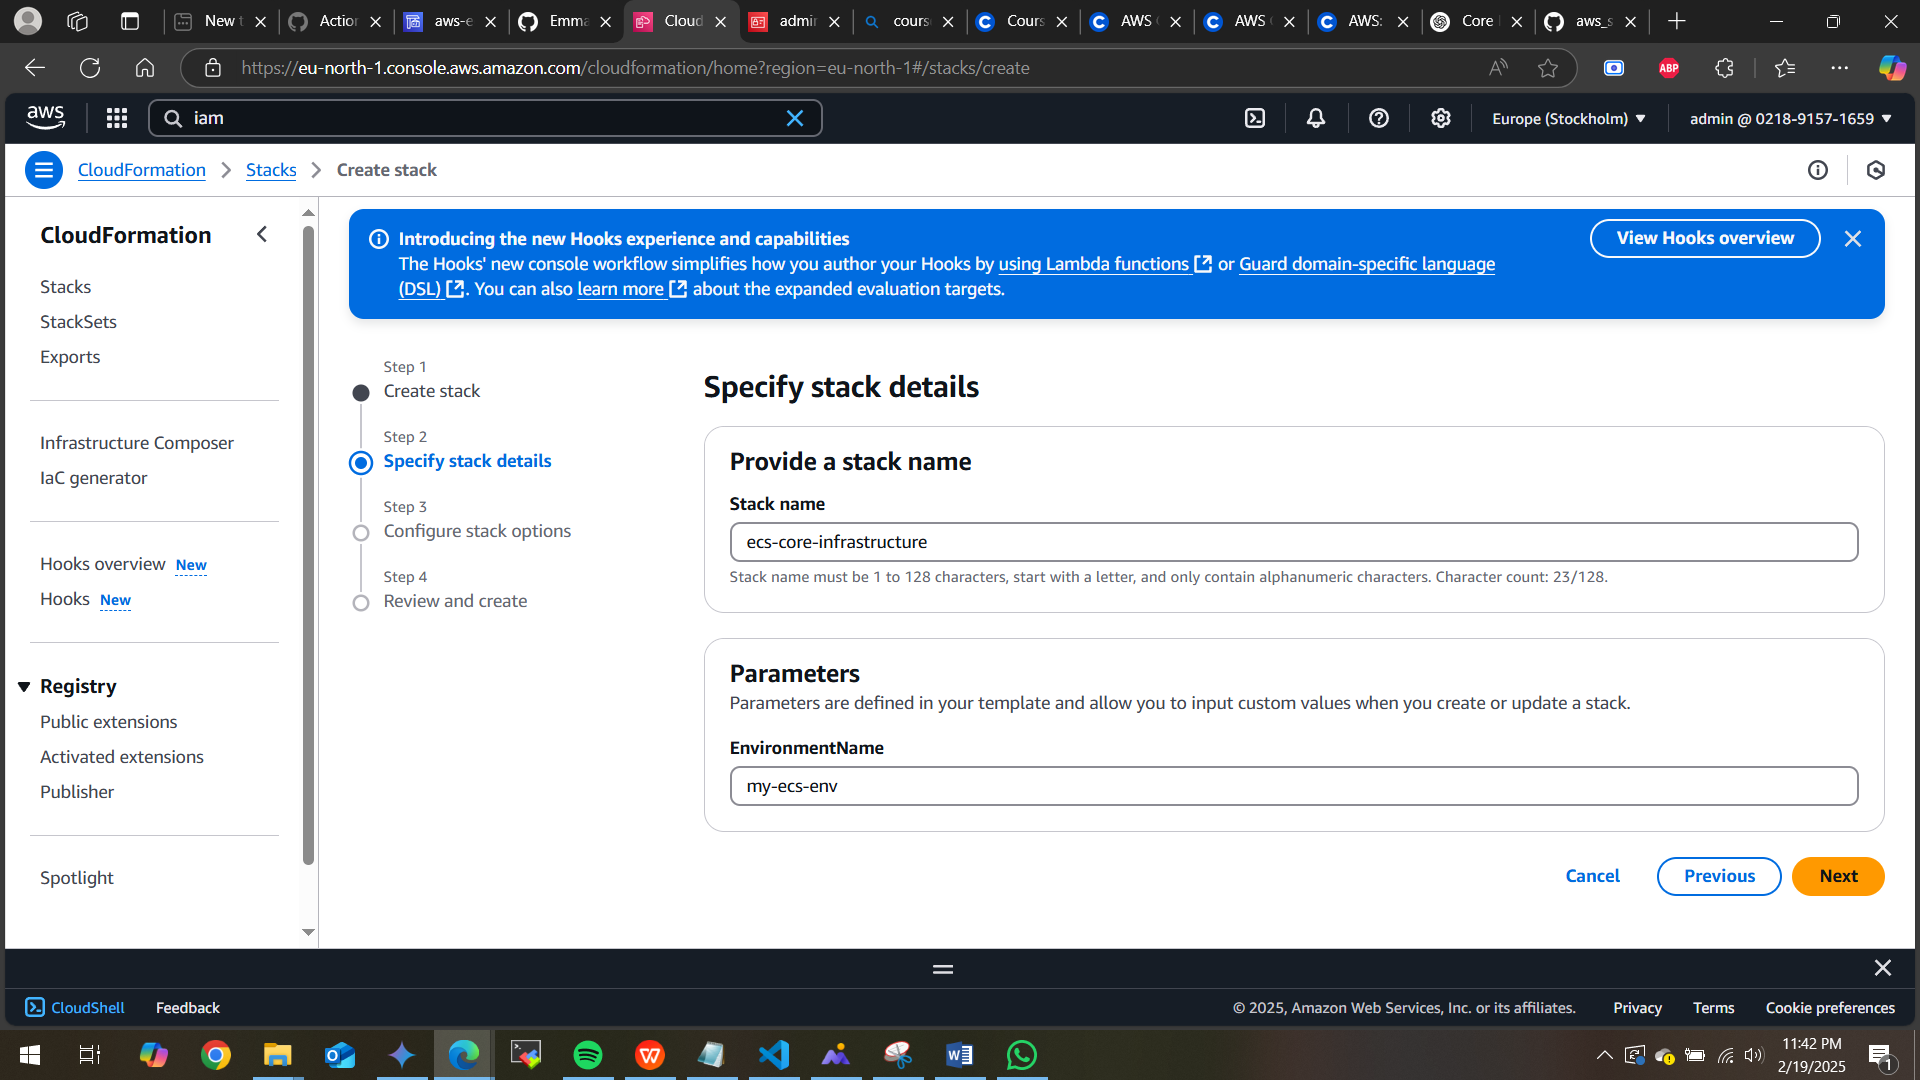 New t
Action
aws-e
Emma
Cloud
admin
course
Cours
AWS
AWS
AWS:
Core
aws_s
https://eu-north-1.console.aws.amazon.com/cloudformation/home?region=eu-north-1#/stacks/create
ABP
aws
iam
Europe (Stockholm)
admin @ 0218-9157-1659
CloudFormation
Stacks
Create stack
CloudFormation
Stacks
StackSets
Exports
Infrastructure Composer
IaC generator
Hooks overview New
Hooks New
Registry
Public extensions
Activated extensions
Publisher
Spotlight
Introducing the new Hooks experience and capabilities
The Hooks' new console workflow simplifies how you author your Hooks by using Lambda functions or Guard domain-specific language
(DSL). You can also learn more about the expanded evaluation targets.
View Hooks overview
Step 1
Create stack
Step 2
Specify stack details
Step 3
Configure stack options
Step 4
Review and create
Specify stack details
Provide a stack name
Stack name
ecs-core-infrastructure
Stack name must be 1 to 128 characters, start with a letter, and only contain alphanumeric characters. Character count: 23/128.
Parameters
Parameters are defined in your template and allow you to input custom values when you create or update a stack.
EnvironmentName
my-ecs-env
Cancel
Previous
Next
CloudShell
Feedback
© 2025, Amazon Web Services, Inc. or its affiliates.
Privacy
Terms
Cookie preferences
11:42 PM
2/19/2025
1